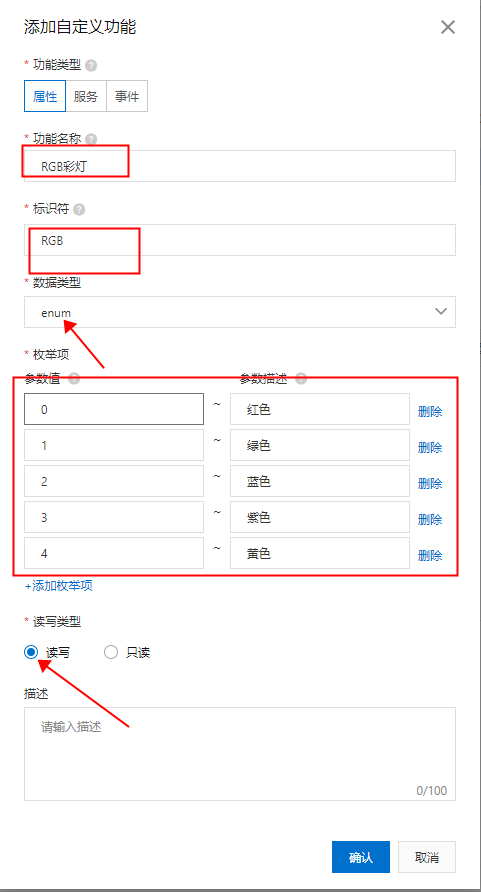 添加自定义功能
* 功能类型 ?
属性 服务 事件
* 功能名称 ?
RGB彩灯
* 标识符 ?
RGB
* 数据类型
enum
* 枚举项
参数值 ? 参数描述 ?
0 ~ 红色 删除
1 ~ 绿色 删除
2 ~ 蓝色 删除
3 ~ 紫色 删除
4 ~ 黄色 删除
+添加枚举项
* 读写类型
读写 只读
描述
请输入描述
0/100
确认 取消